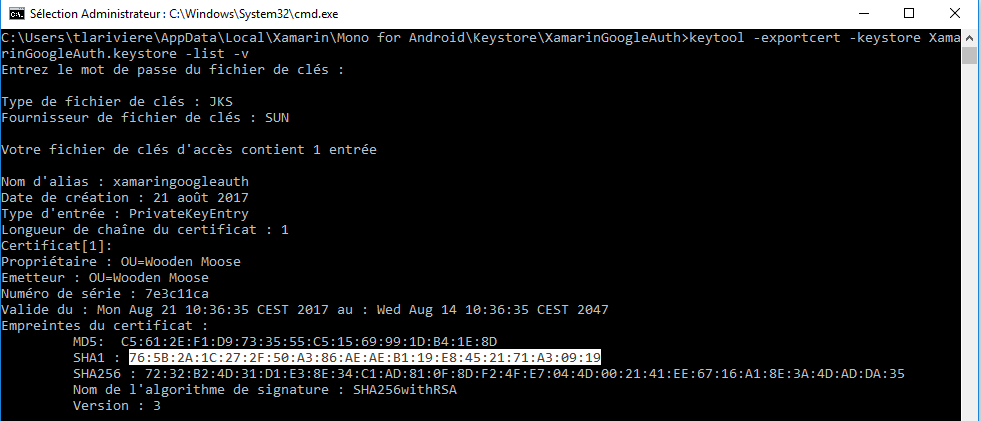 Sélection Administrateur : C:\Windows\System32\cmd.exe
C:\Users\tlariviere\AppData\Local\Xamarin\Mono for Android\Keystore\XamarinGoogleAuth>keytool -exportcert -keystore Xama
rinGoogleAuth.keystore -list -v
Entrez le mot de passe du fichier de clés :
Type de fichier de clés : JKS
Fournisseur de fichier de clés : SUN
Votre fichier de clés d'accès contient 1 entrée
Nom d'alias : xamaringoogleauth
Date de création : 21 août 2017
Type d'entrée : PrivateKeyEntry
Longueur de chaîne du certificat : 1
Certificat[1]:
Propriétaire : OU=Wooden Moose
Emetteur : OU=Wooden Moose
Numéro de série : 7e3c11ca
Valide du : Mon Aug 21 10:36:35 CEST 2017 au : Wed Aug 14 10:36:35 CEST 2047
Empreintes du certificat :
MD5:  C5:61:2E:F1:D9:73:35:55:C5:15:69:99:1D:B4:1E:8D
SHA1 : 76:5B:2A:1C:27:2F:50:A3:86:AE:AE:B1:19:E8:45:21:71:A3:09:19
SHA256 : 72:32:B2:4D:31:D1:E3:8E:34:C1:AD:81:0F:8D:F2:4F:E7:04:4D:00:21:41:EE:67:16:A1:8E:3A:4D:AD:DA:35
Nom de l'algorithme de signature : SHA256withRSA
Version : 3